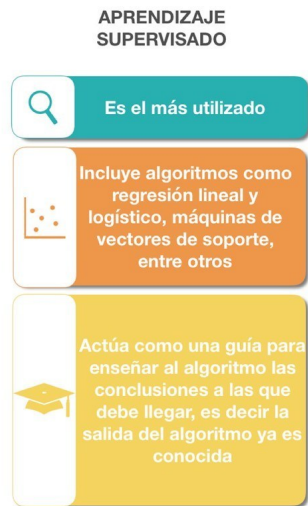 APRENDIZAJE
SUPERVISADO
Es el más utilizado
Incluye algoritmos como
regresión lineal y
logístico, máquinas de
vectores de soporte,
entre otros
Actúa como una guía para
enseñar al algoritmo las
conclusiones a las que
debe llegar, es decir la
salida del algoritmo ya es
conocida